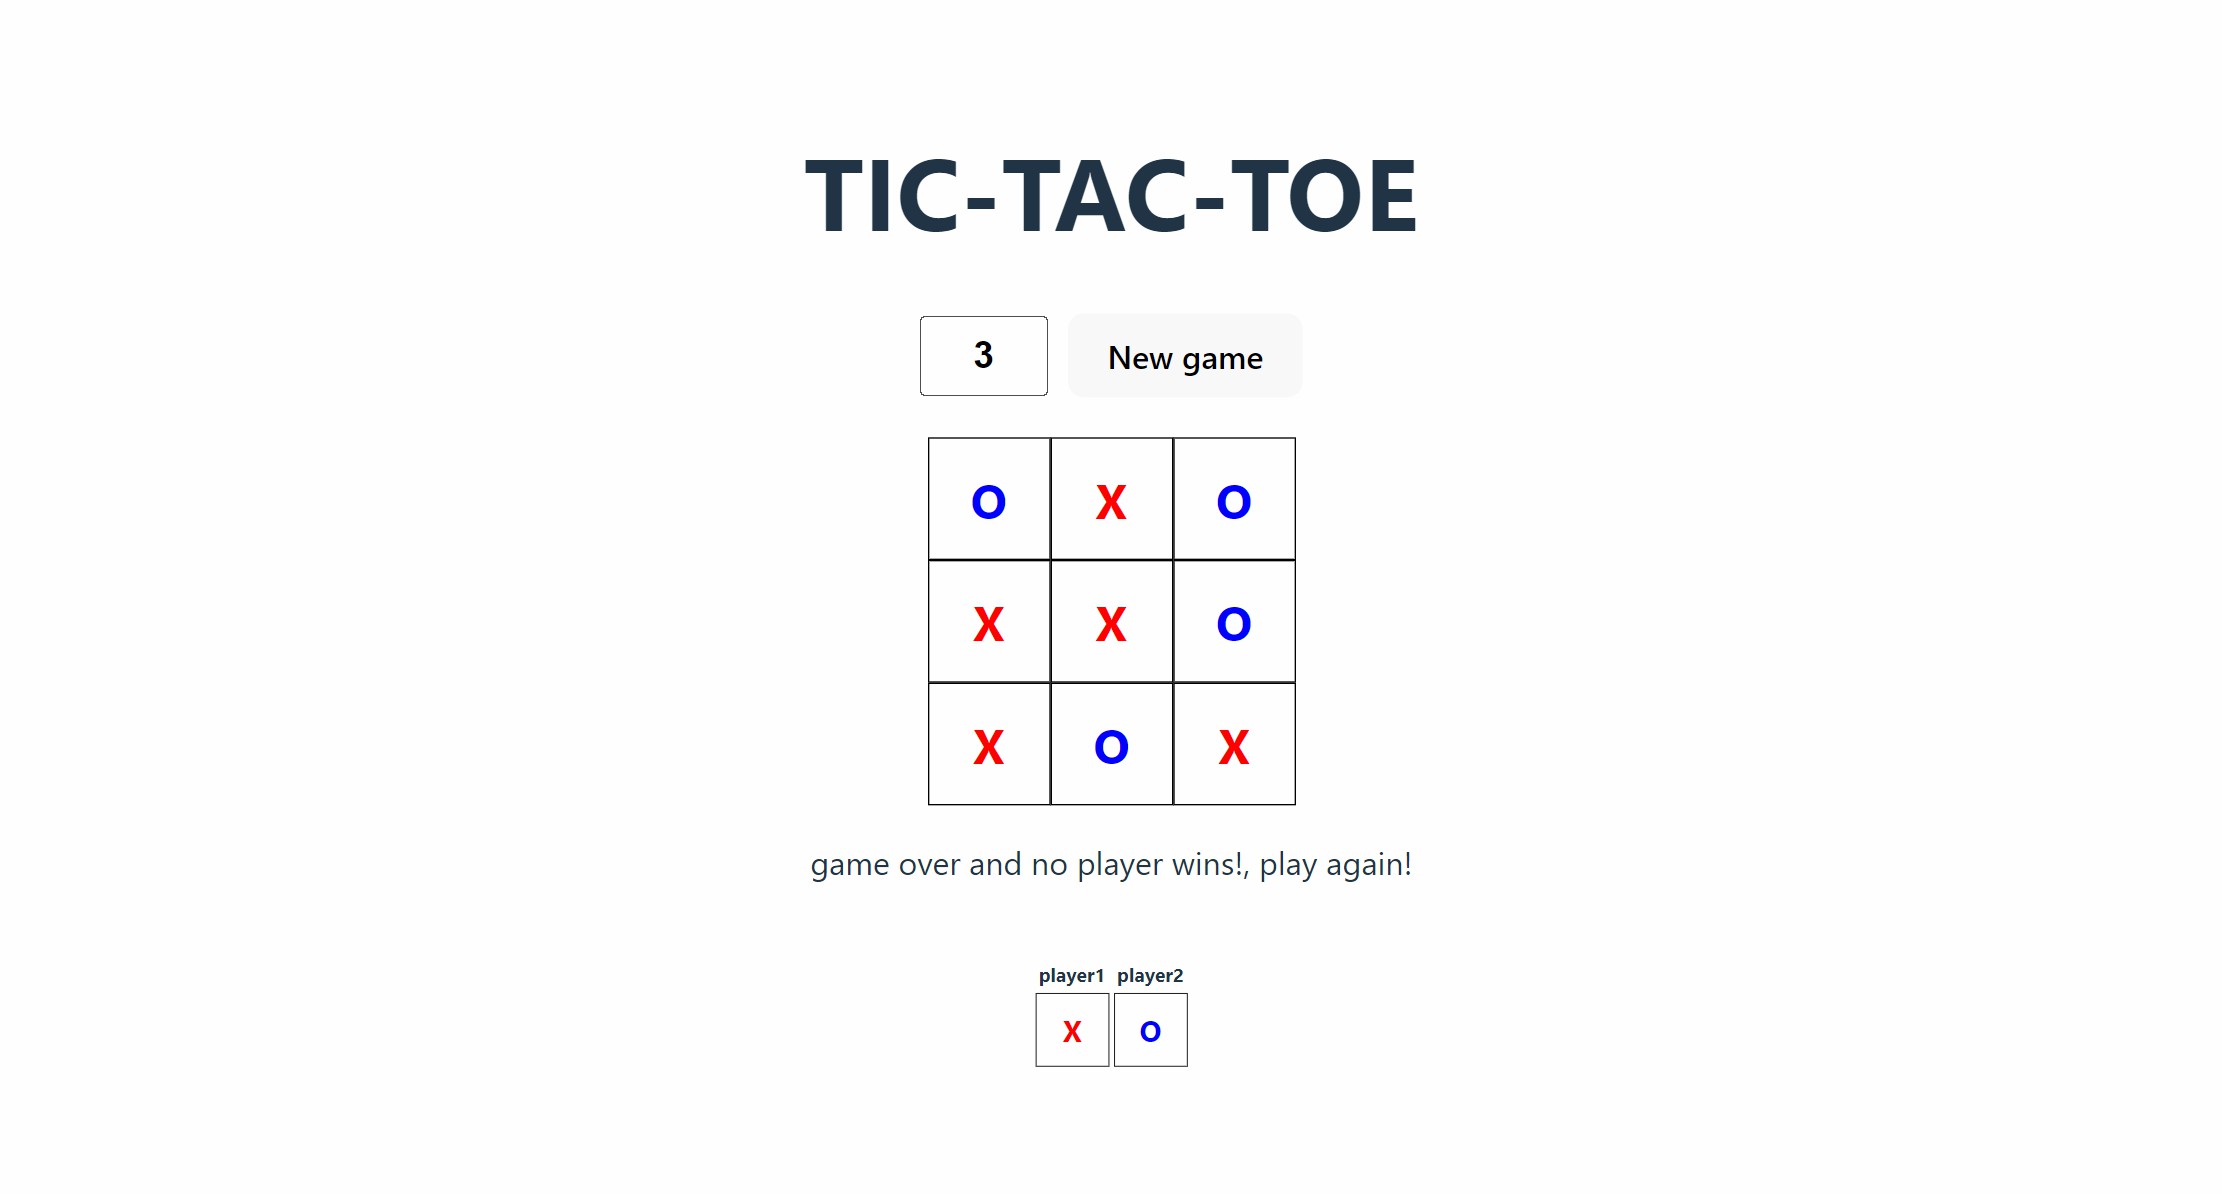 TIC-TAC-TOE
3 New game
O X O
X X O
X O X
game over and no player wins!, play again!
player1 player2
X O